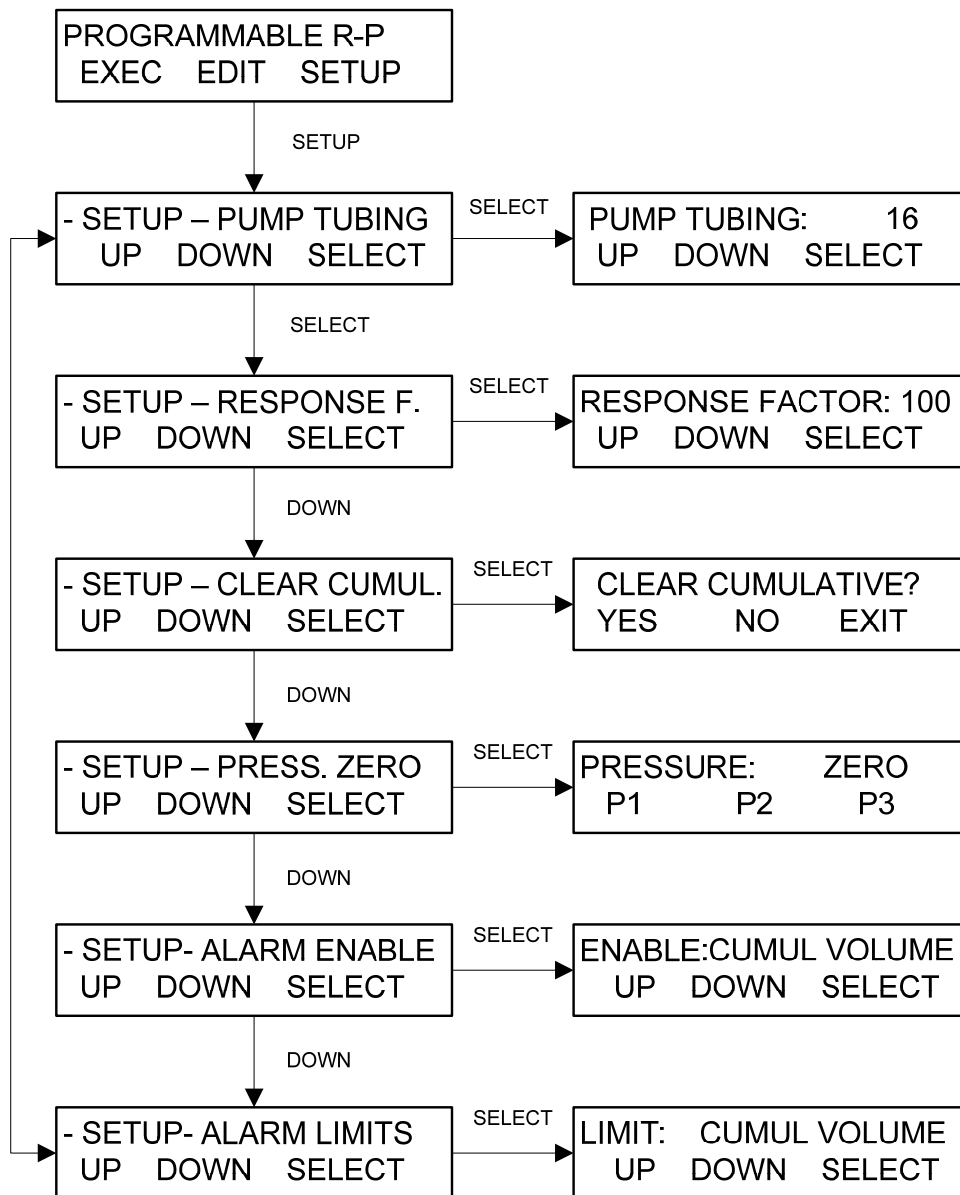 PROGRAMMABLE R-P
EXEC EDIT SETUP
SETUP
- SETUP – PUMP TUBING
UP DOWN SELECT
SELECT
PUMP TUBING: 16
UP DOWN SELECT
SELECT
- SETUP – RESPONSE F.
UP DOWN SELECT
SELECT
RESPONSE FACTOR: 100
UP DOWN SELECT
DOWN
- SETUP – CLEAR CUMUL.
UP DOWN SELECT
SELECT
CLEAR CUMULATIVE?
YES NO EXIT
DOWN
- SETUP – PRESS. ZERO
UP DOWN SELECT
SELECT
PRESSURE: ZERO
P1 P2 P3
DOWN
- SETUP- ALARM ENABLE
UP DOWN SELECT
SELECT
ENABLE:CUMUL VOLUME
UP DOWN SELECT
DOWN
- SETUP- ALARM LIMITS
UP DOWN SELECT
SELECT
LIMIT: CUMUL VOLUME
UP DOWN SELECT